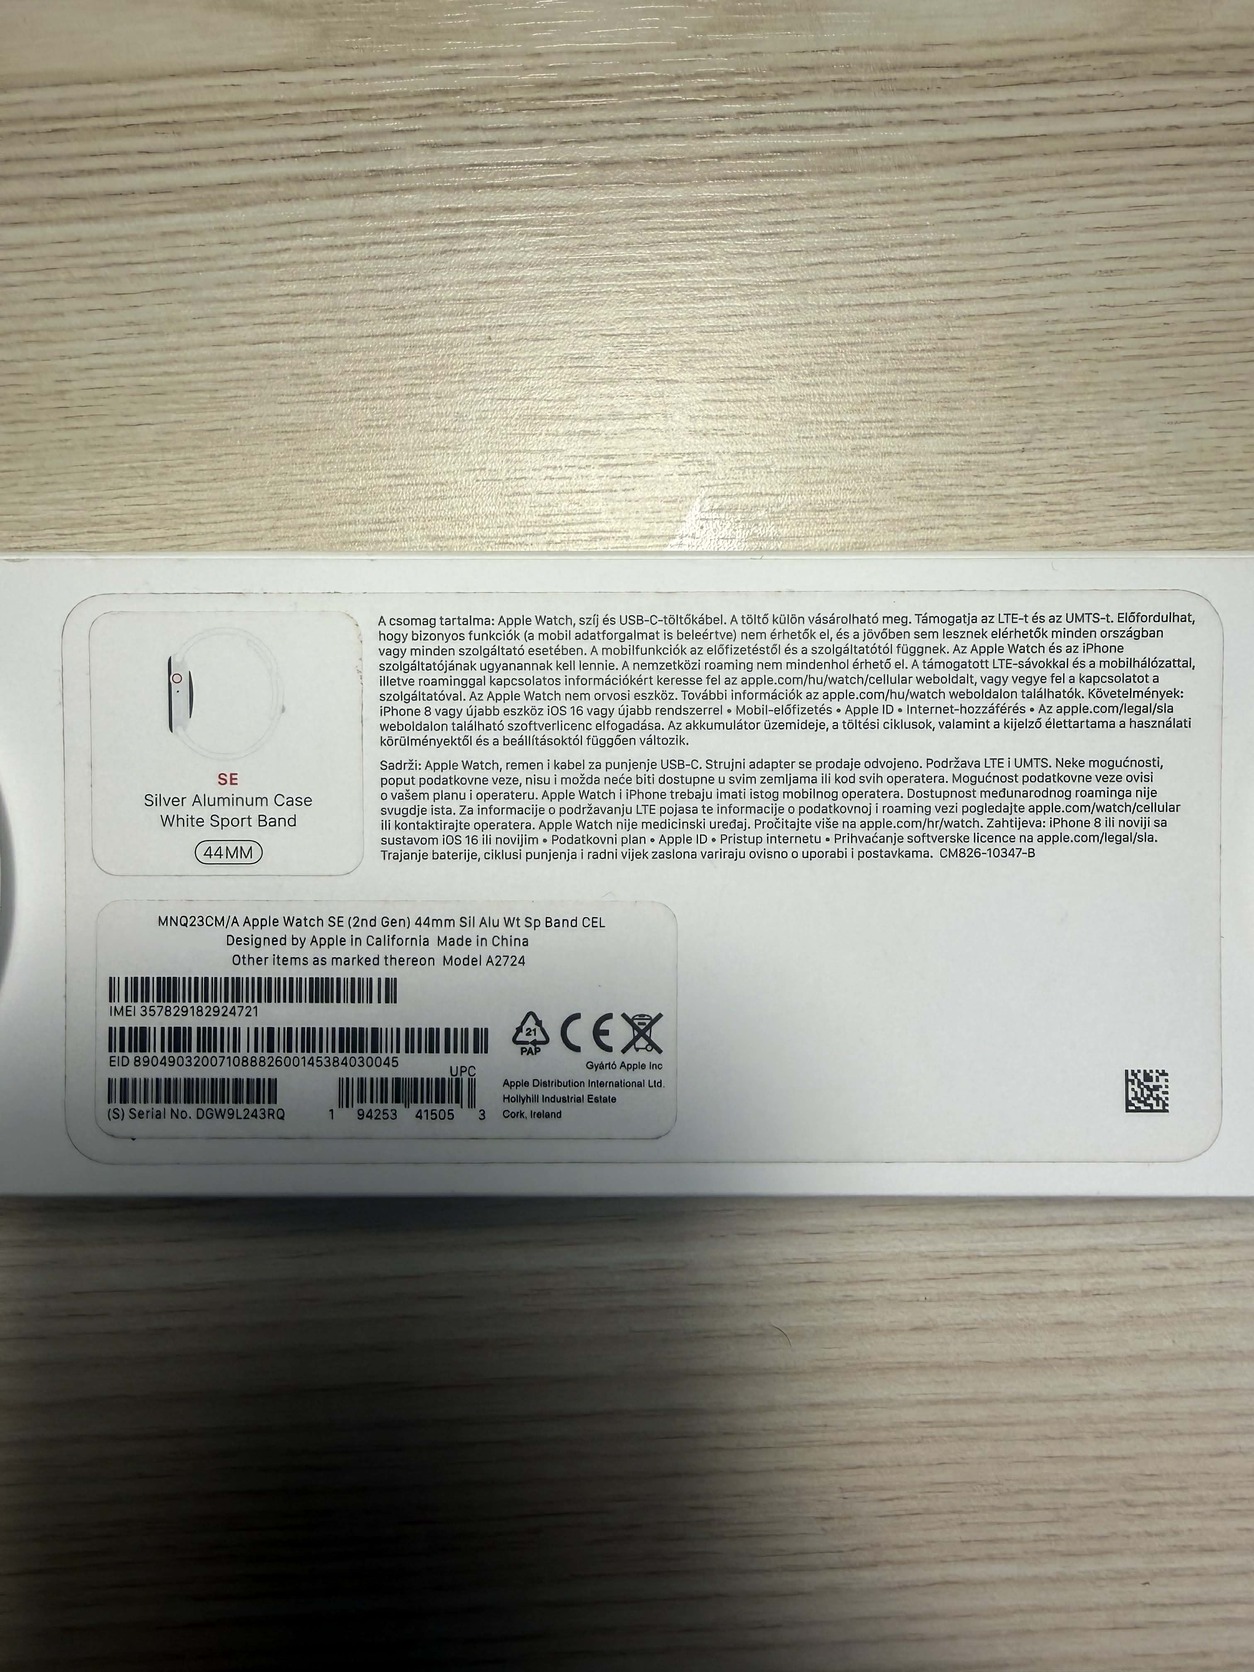 SE
Silver Aluminum Case
White Sport Band
44MM
A csomag tartalma: Apple Watch, szíj és USB-C-töltőkábel. A töltő külön vásárolható meg. Támogatja az LTE-t és az UMTS-t. Előfordulhat,
hogy bizonyos funkciók (a mobil adatforgalmat is beleértve) nem érhetők el, és a jövőben sem lesznek elérhetők minden országban
vagy minden szolgáltató esetében. A mobilfunkciók az előfizetéstől és a szolgáltatótól függnek. Az Apple Watch és az iPhone
szolgáltatójának ugyanannak kell lennie. A nemzetközi roaming nem mindenhol érhető el. A támogatott LTE-sávokkal és a mobilhálózattal,
illetve roaminggal kapcsolatos információkért keresse fel az apple.com/hu/watch/cellular weboldalt, vagy vegye fel a kapcsolatot a
szolgáltatóval. Az Apple Watch nem orvosi eszköz. További információk az apple.com/hu/watch weboldalon találhatók. Követelmények:
iPhone 8 vagy újabb eszköz iOS 16 vagy újabb rendszerrel • Mobil-előfizetés • Apple ID • Internet-hozzáférés • Az apple.com/legal/sla
weboldalon található szoftverlicenc elfogadása. Az akkumulátor üzemideje, a töltési ciklusok, valamint a kijelző élettartama a használati
körülményektől és a beállításoktól függően változik.
Sadrži: Apple Watch, remen i kabel za punjenje USB-C. Strujni adapter se prodaje odvojeno. Podržava LTE i UMTS. Neke mogućnosti,
poput podatkovne veze, nisu i možda neće biti dostupne u svim zemljama ili kod svih operatera. Mogućnost podatkovne veze ovisi
o vašem planu i operateru. Apple Watch i iPhone trebaju imati istog mobilnog operatera. Dostupnost međunarodnog roaminga nije
svugdje ista. Za informacije o podržavanju LTE pojasa te informacije o podatkovnoj i roaming vezi pogledajte apple.com/watch/cellular
ili kontaktirajte operatera. Apple Watch nije medicinski uređaj. Pročitajte više na apple.com/hr/watch. Zahtijeva: iPhone 8 ili noviji sa
sustavom iOS 16 ili novijim • Podatkovni plan • Apple ID • Pristup internetu • Prihvaćanje softverske licence na apple.com/legal/sla.
Trajanje baterije, ciklusi punjenja i radni vijek zaslona variraju ovisno o uporabi i postavkama. CM826-10347-B
MNQ23CM/A Apple Watch SE (2nd Gen) 44mm Sil Alu Wt Sp Band CEL
Designed by Apple in California Made in China
Other items as marked thereon Model A2724
IMEI 357829182924721
EID 89049032007108882600145384030045
UPC
(S) Serial No. DGW9L243RQ
1 94253 41505 3
21
PAP
CE
Gyártó Apple Inc
Apple Distribution International Ltd.
Hollyhill Industrial Estate
Cork, Ireland